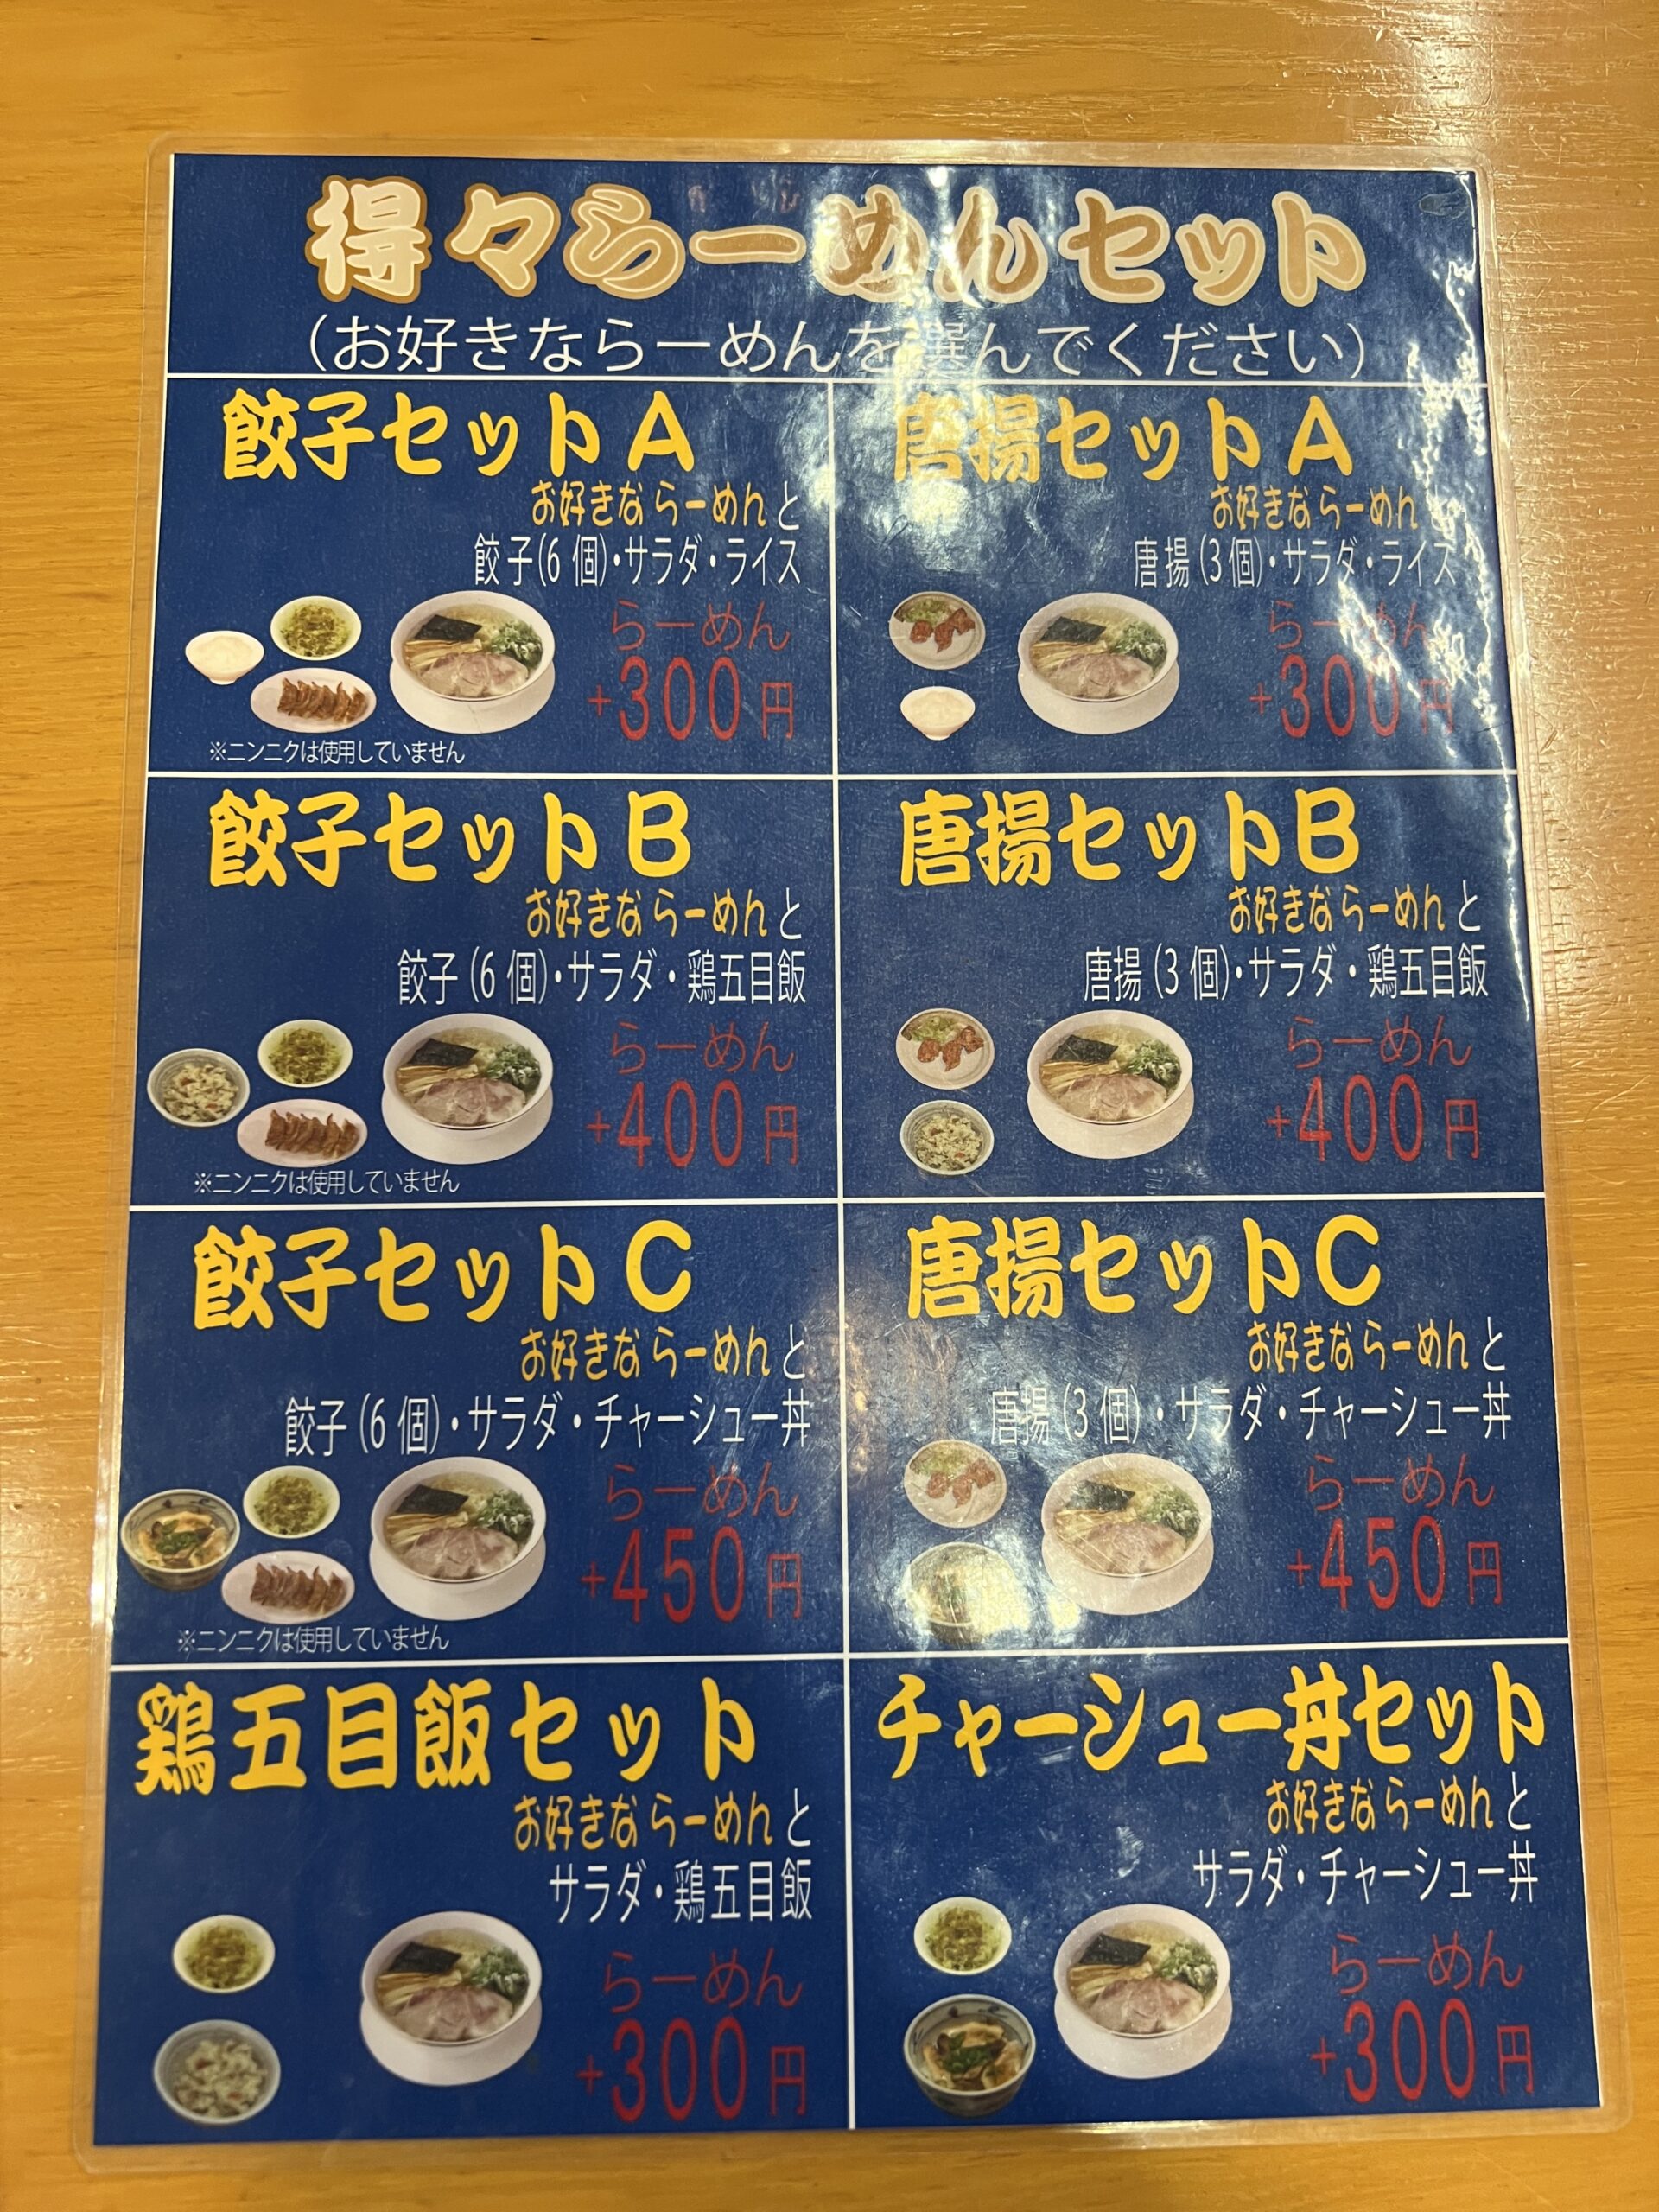 得々らーめんセット
（お好きならーめんを選んでください）
餃子セットA
お好きならーめんと
餃子(6個)・サラダ・ライス
らーめん
+300円
※ニンニクは使用していません
唐揚セットA
お好きならーめん
唐揚(3個)・サラダ・ライス
らーめん
+300円
餃子セットB
お好きならーめんと
餃子(6個)・サラダ・鶏五目飯
らーめん
+400円
※ニンニクは使用していません
唐揚セットB
お好きならーめんと
唐揚(3個)・サラダ・鶏五目飯
らーめん
+400円
餃子セットC
お好きならーめんと
餃子(6個)・サラダ・チャーシュー丼
らーめん
+450円
※ニンニクは使用していません
唐揚セットC
お好きならーめんと
唐揚(3個)・サラダ・チャーシュー丼
らーめん
+450円
鶏五目飯セット
お好きならーめんと
サラダ・鶏五目飯
らーめん
+300円
チャーシュー丼セット
お好きならーめんと
サラダ・チャーシュー丼
らーめん
+300円